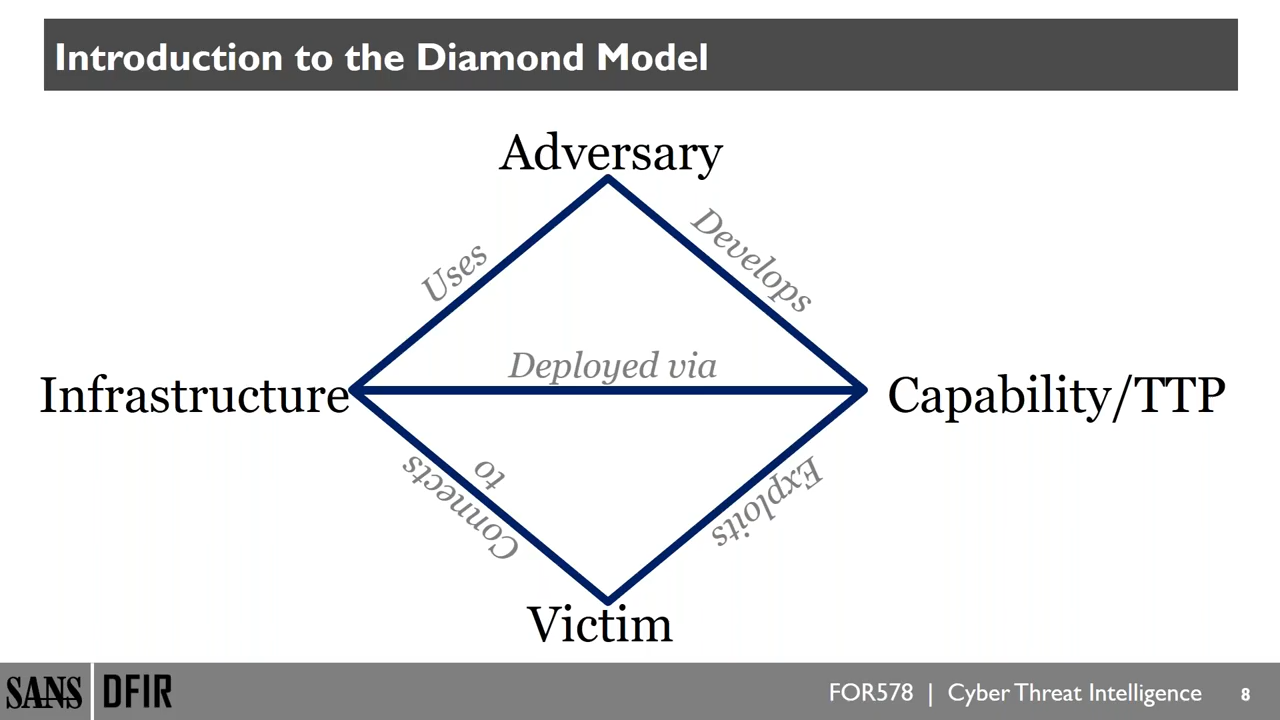 Introduction to the Diamond Model
Adversary
Uses
Develops
Deployed via
Infrastructure
Capability/TTP
Connects
to
Exploits
Victim
SANS DFIR
FOR578 | Cyber Threat Intelligence 8